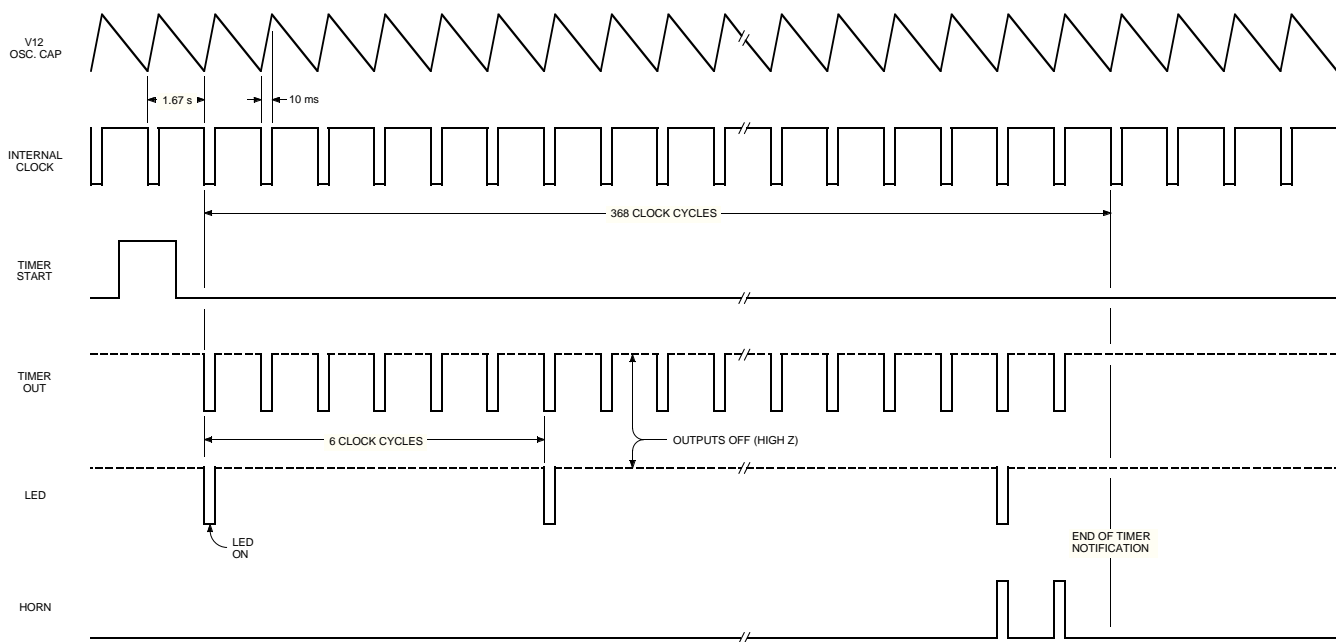 V12
OSC. CAP
1.67 s
10 ms
INTERNAL
CLOCK
368 CLOCK CYCLES
TIMER
START
TIMER
OUT
6 CLOCK CYCLES
OUTPUTS OFF (HIGH Z)
LED
LED
ON
END OF TIMER
NOTIFICATION
HORN